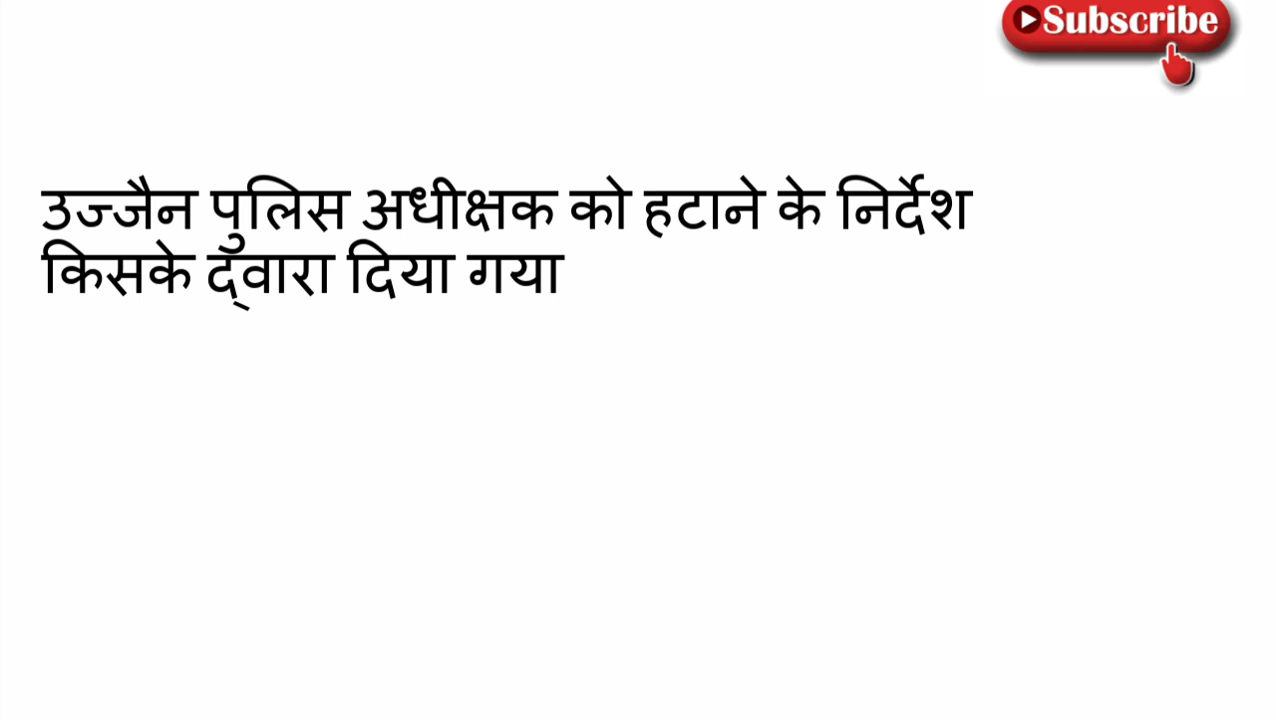 Subscribe
उज्जैन पुलिस अधीक्षक को हटाने के निर्देश
किसके द्वारा दिया गया